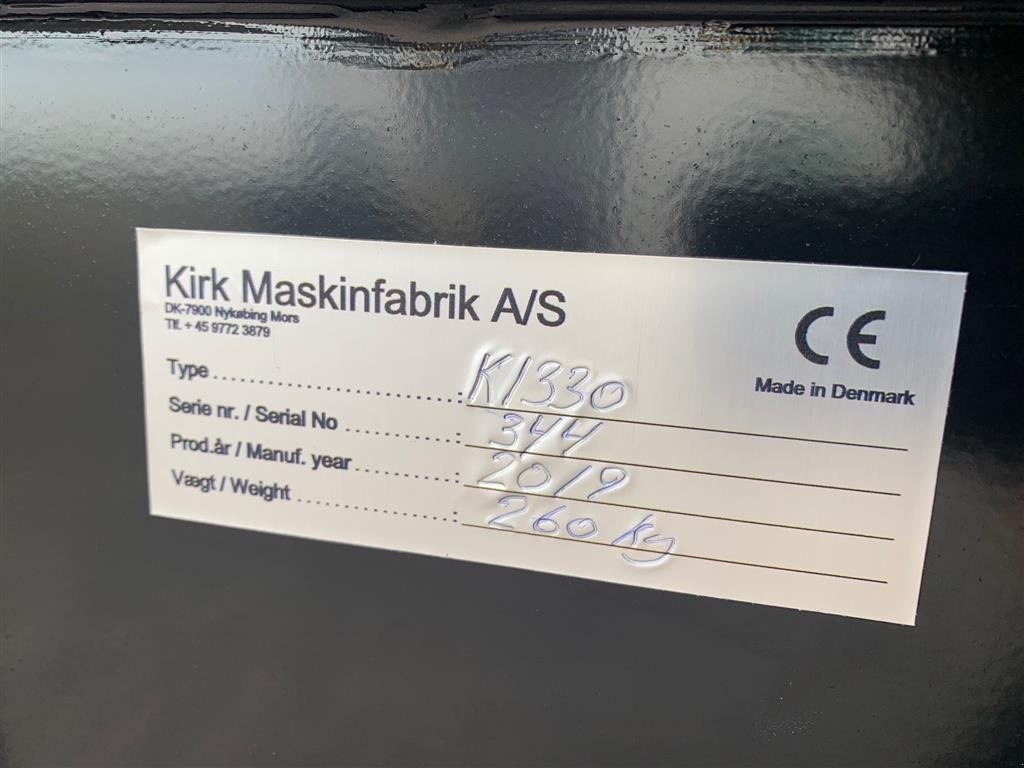 Kirk Maskinfabrik A/S
DK-7900 Nykøbing Mors
Tlf. + 45 9772 3879
CE
Made in Denmark
Type....................................: K1330
Serie nr. / Serial No .................: 344
Prod.år / Manuf. year................: 2019
Vægt / Weight .........................: 260 kg